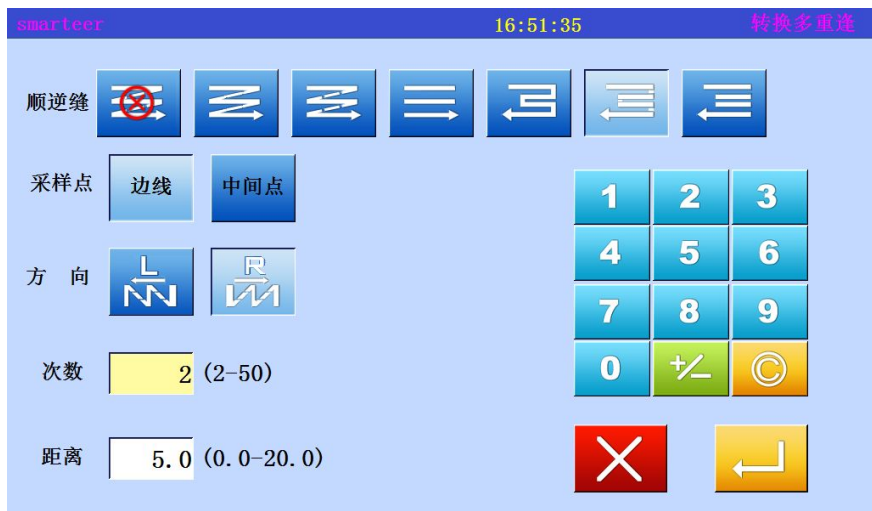 smarteer 16:51:35 转换多重逢
顺逆缝
采样点 边线 中间点
1 2 3
方 向 L R
4 5 6
7 8 9
次数 2 (2-50)
0 +/- ©
距离 5.0 (0.0-20.0)